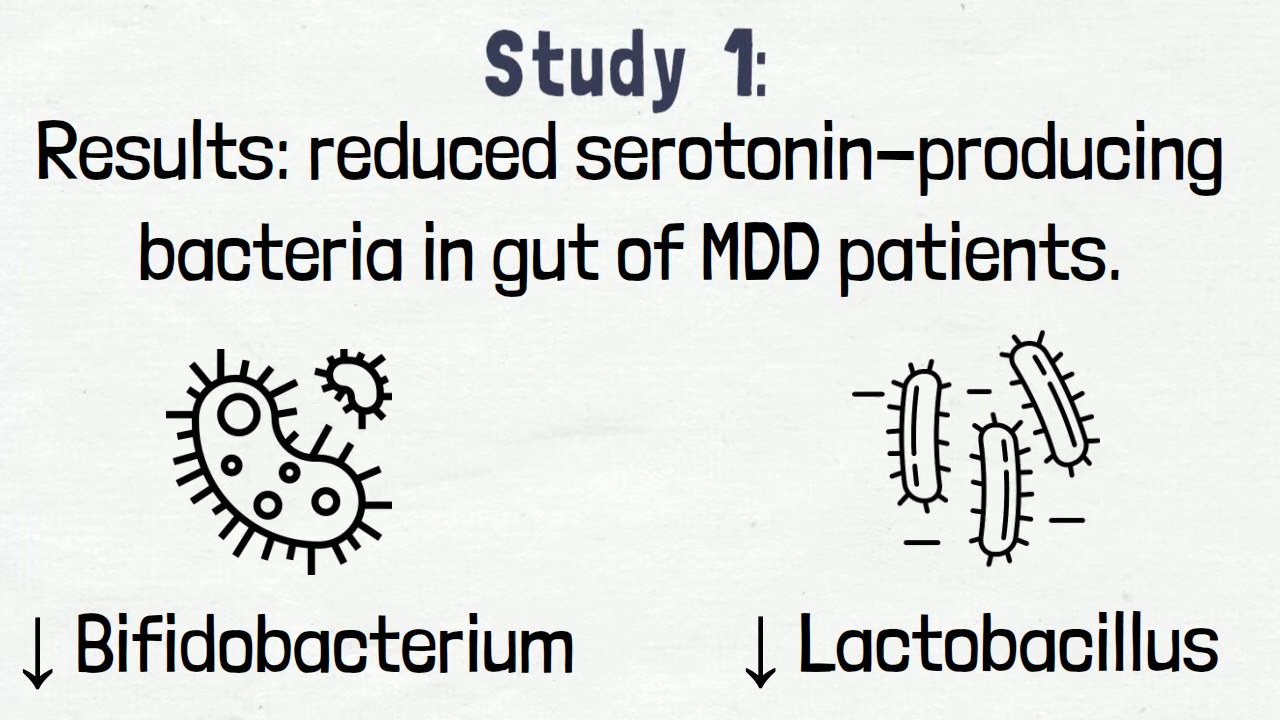 Study 1:
Results: reduced serotonin-producing
bacteria in gut of MDD patients.
↓ Bifidobacterium
↓ Lactobacillus